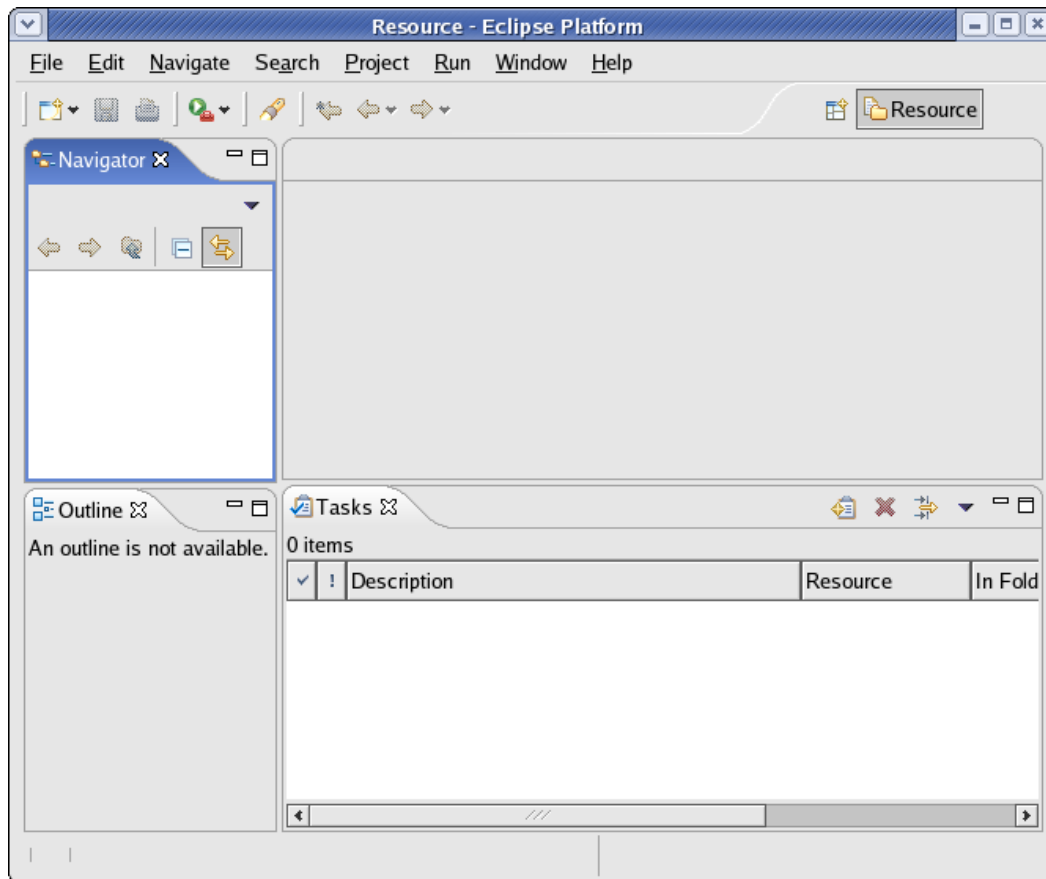 Resource - Eclipse Platform
File Edit Navigate Search Project Run Window Help
Resource
Navigator
Outline
An outline is not available.
Tasks
0 items
! Description Resource In Fold